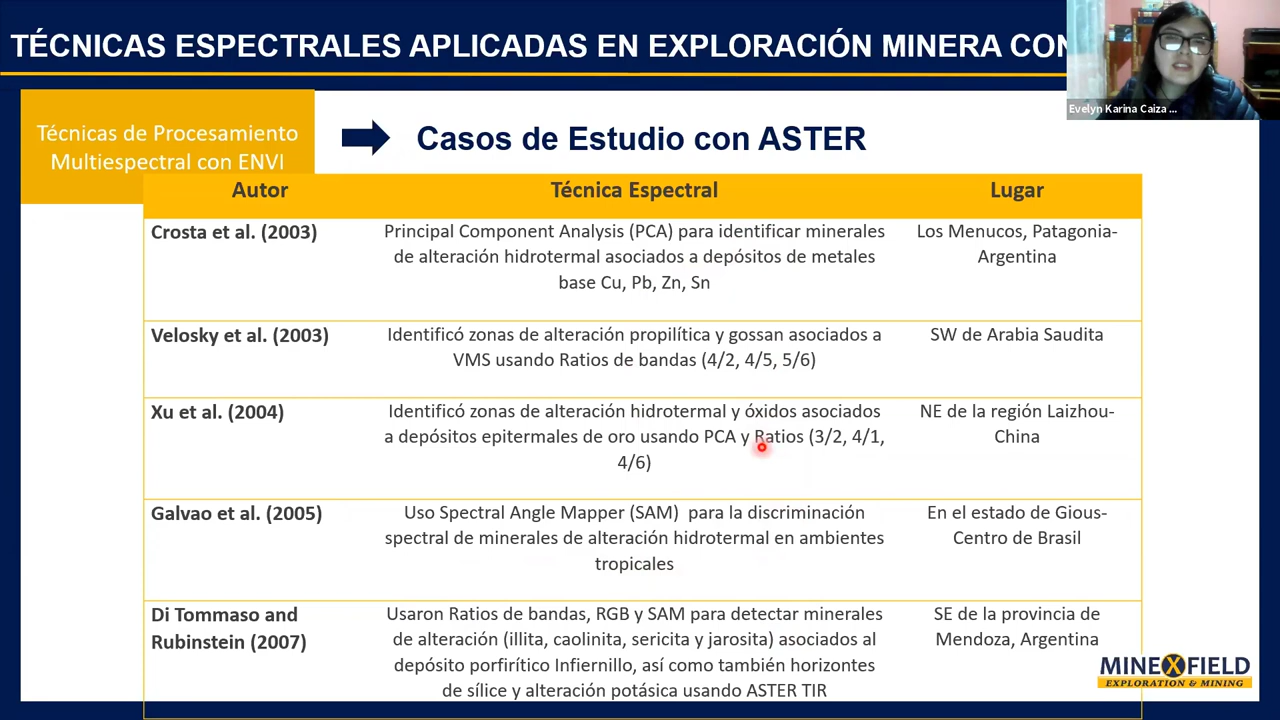 TÉCNICAS ESPECTRALES APLICADAS EN EXPLORACIÓN MINERA CON
Evelyn Karina Caiza ...
Técnicas de Procesamiento
Multiespectral con ENVI
Casos de Estudio con ASTER
Autor
Técnica Espectral
Lugar
Crosta et al. (2003)
Principal Component Analysis (PCA) para identificar minerales
de alteración hidrotermal asociados a depósitos de metales
base Cu, Pb, Zn, Sn
Los Menucos, Patagonia-
Argentina
Velosky et al. (2003)
Identificó zonas de alteración propilítica y gossan asociados a
VMS usando Ratios de bandas (4/2, 4/5, 5/6)
SW de Arabia Saudita
Xu et al. (2004)
Identificó zonas de alteración hidrotermal y óxidos asociados
a depósitos epitermales de oro usando PCA y Ratios (3/2, 4/1,
4/6)
NE de la región Laizhou-
China
Galvao et al. (2005)
Uso Spectral Angle Mapper (SAM) para la discriminación
spectral de minerales de alteración hidrotermal en ambientes
tropicales
En el estado de Gious-
Centro de Brasil
Di Tommaso and
Rubinstein (2007)
Usaron Ratios de bandas, RGB y SAM para detectar minerales
de alteración (illita, caolinita, sericita y jarosita) asociados al
depósito porfirítico Infiernillo, así como también horizontes
de sílice y alteración potásica usando ASTER TIR
SE de la provincia de
Mendoza, Argentina
MINEXFIELD
EXPLORATION & MINING